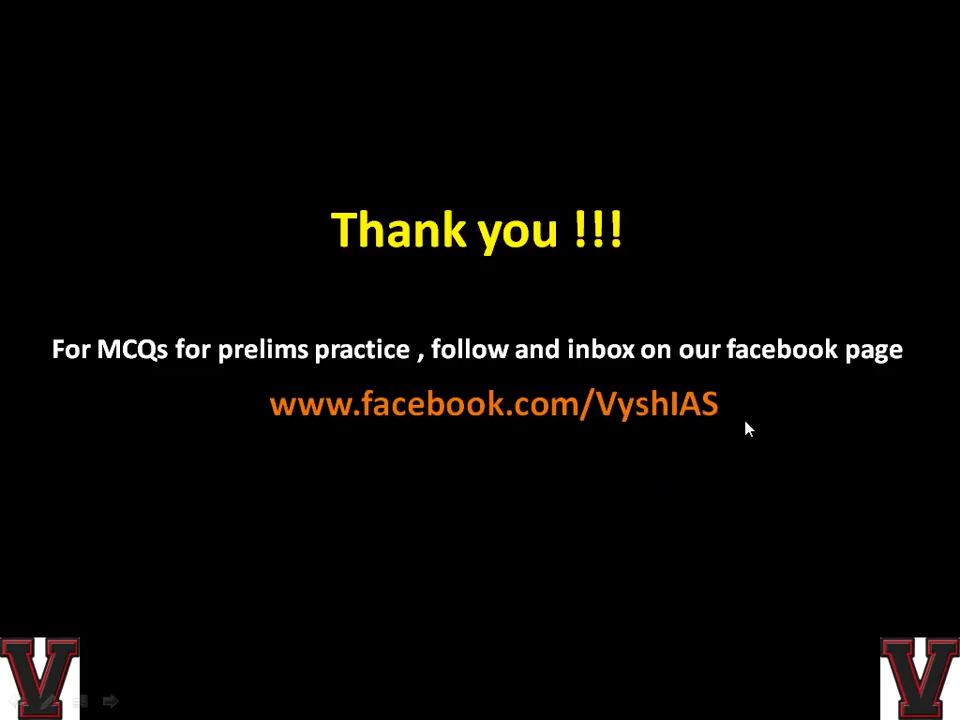 Thank you !!!
For MCQs for prelims practice , follow and inbox on our facebook page
www.facebook.com/VyshIAS
V
V